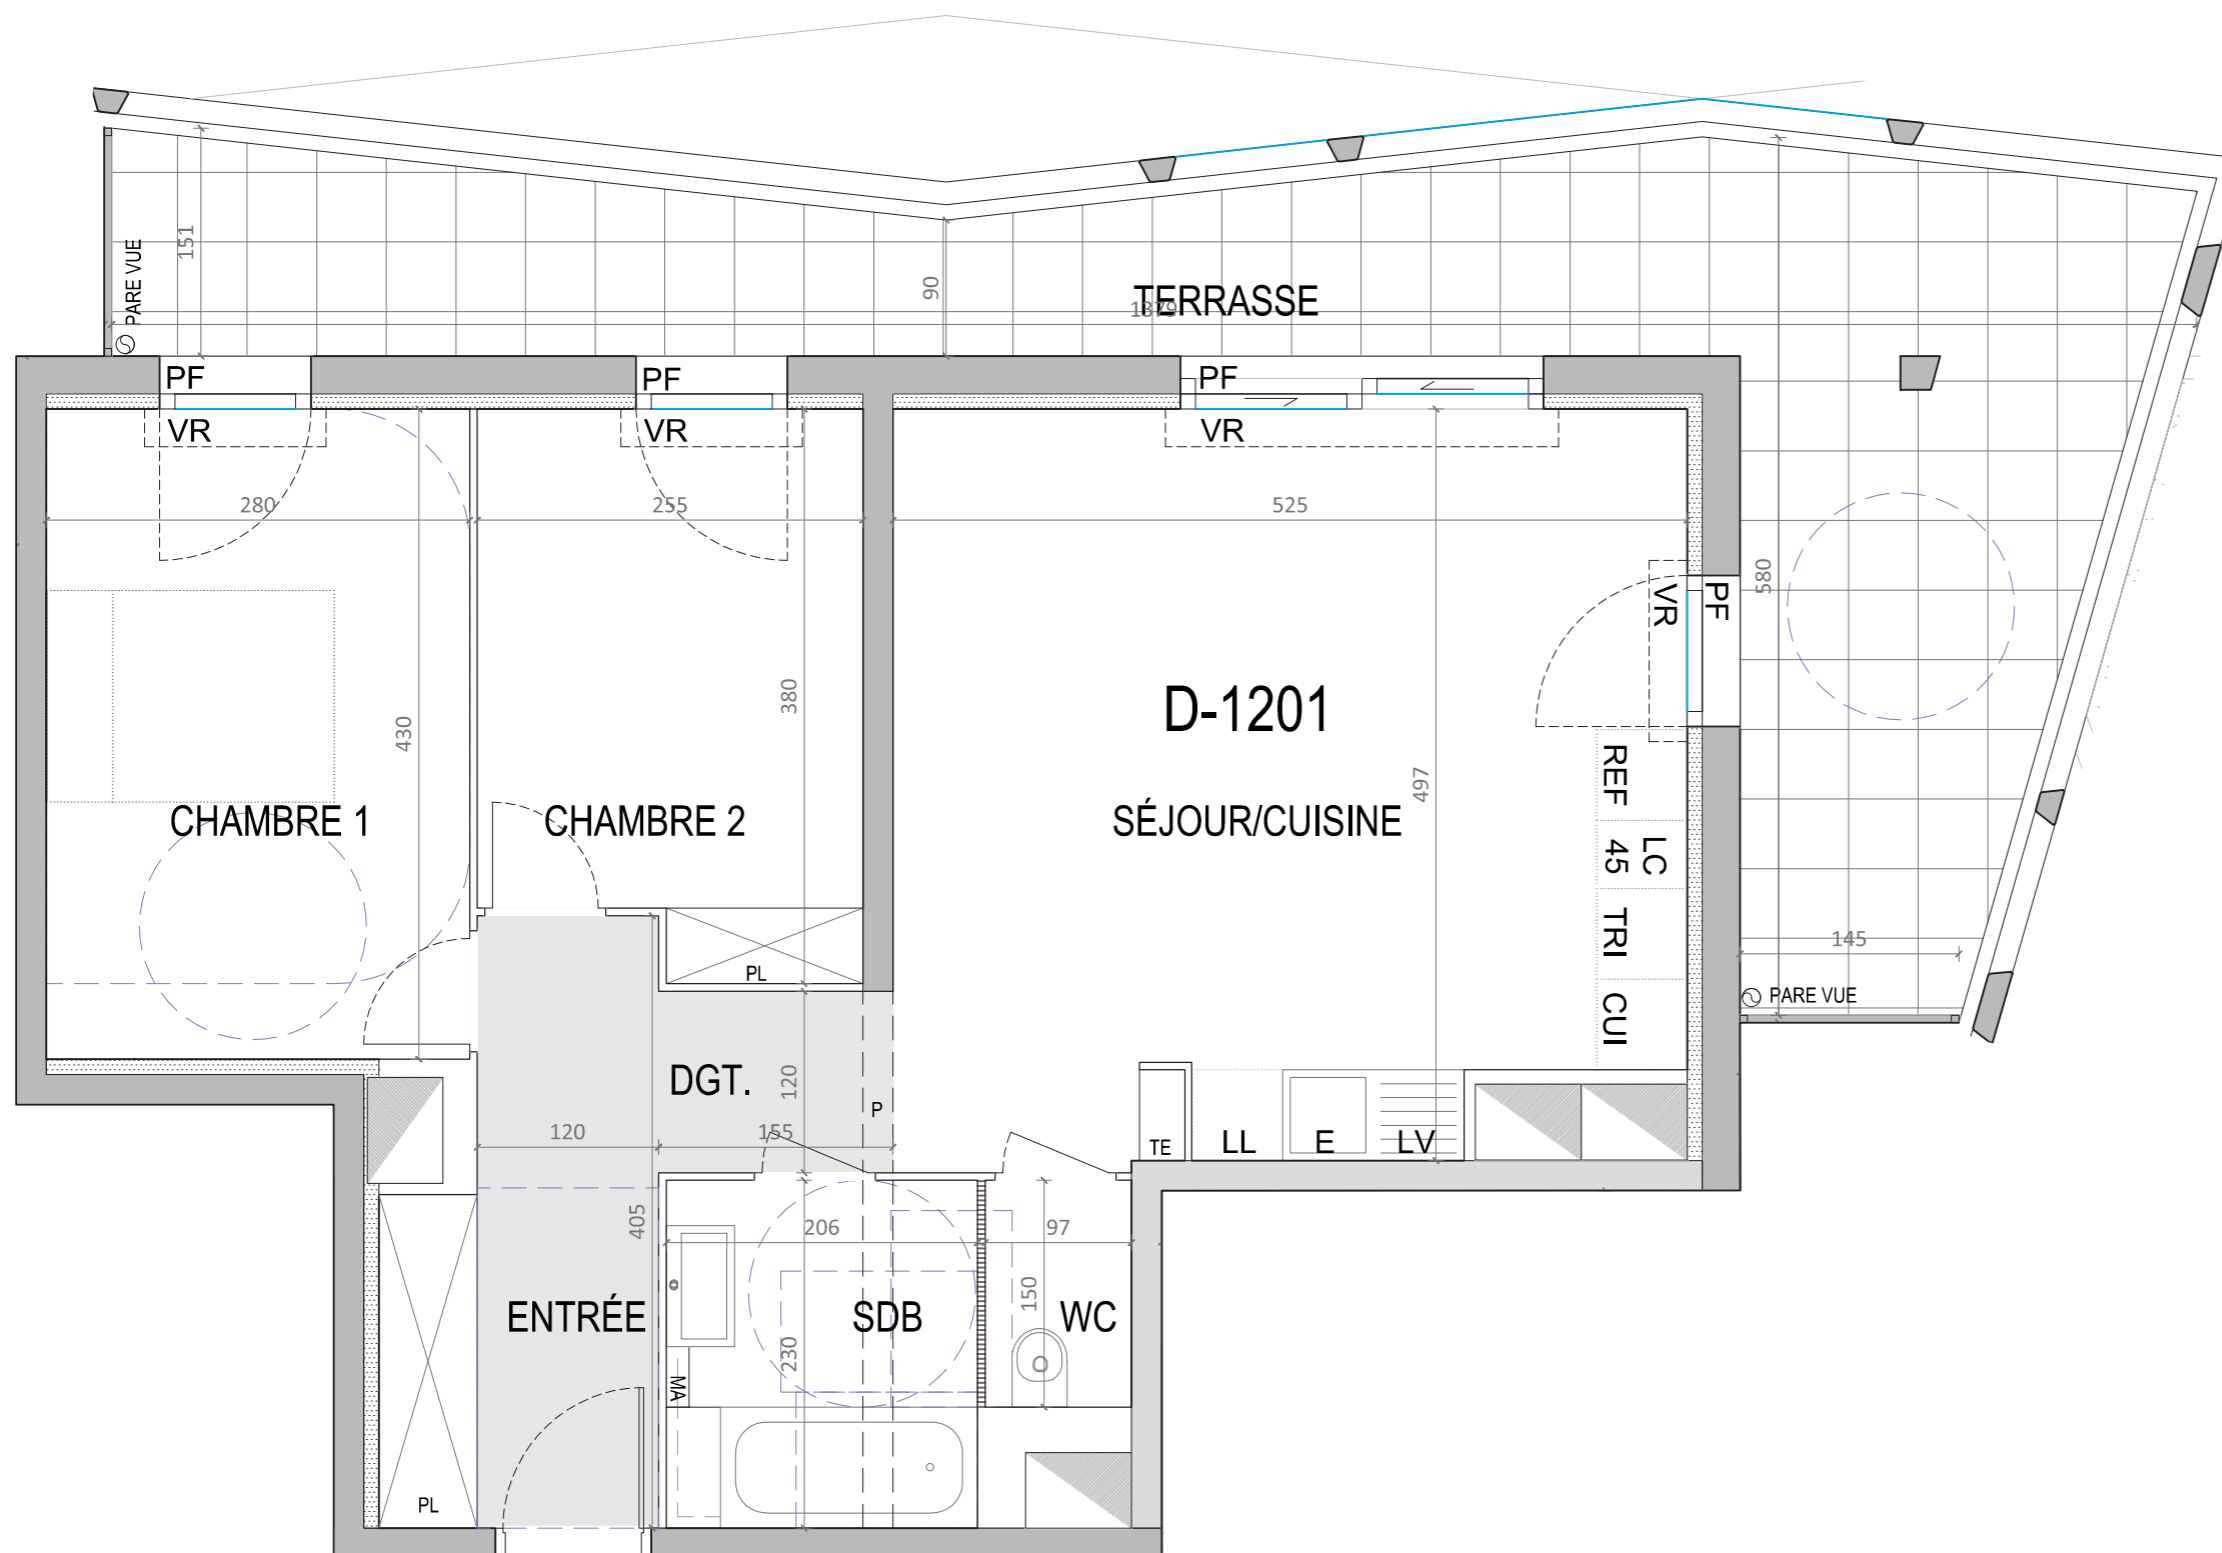 151
PARE VUE
90
TERRASSE
1379
PF
VR
PF
VR
PF
VR
280
255
525
580
VR
PF
430
380
D-1201
497
CHAMBRE 1
CHAMBRE 2
SÉJOUR/CUISINE
REF
LC
45
TRI
CUI
145
PARE VUE
PL
DGT.
120
P
120
155
TE
LL
E
LV
405
206
97
150
ENTRÉE
SDB
WC
230
MA
PL